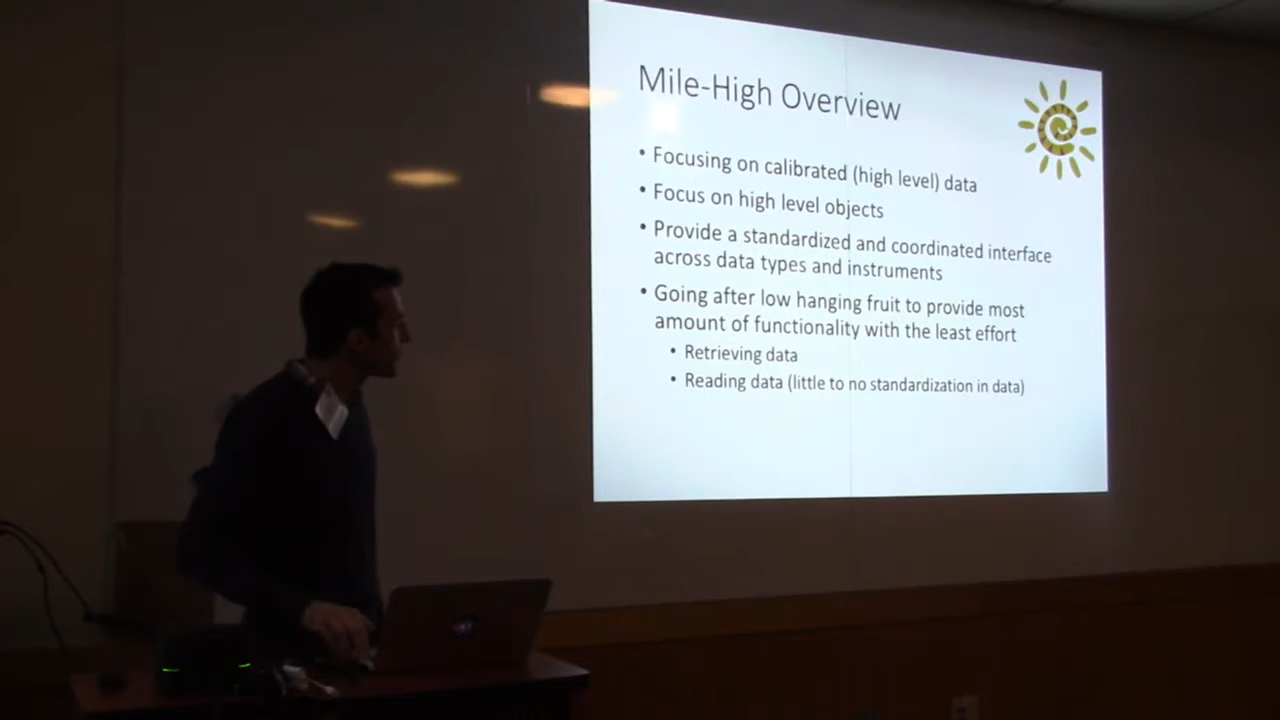 Mile-High Overview
• Focusing on calibrated (high level) data
• Focus on high level objects
• Provide a standardized and coordinated interface
across data types and instruments
• Going after low hanging fruit to provide most
amount of functionality with the least effort
• Retrieving data
• Reading data (little to no standardization in data)